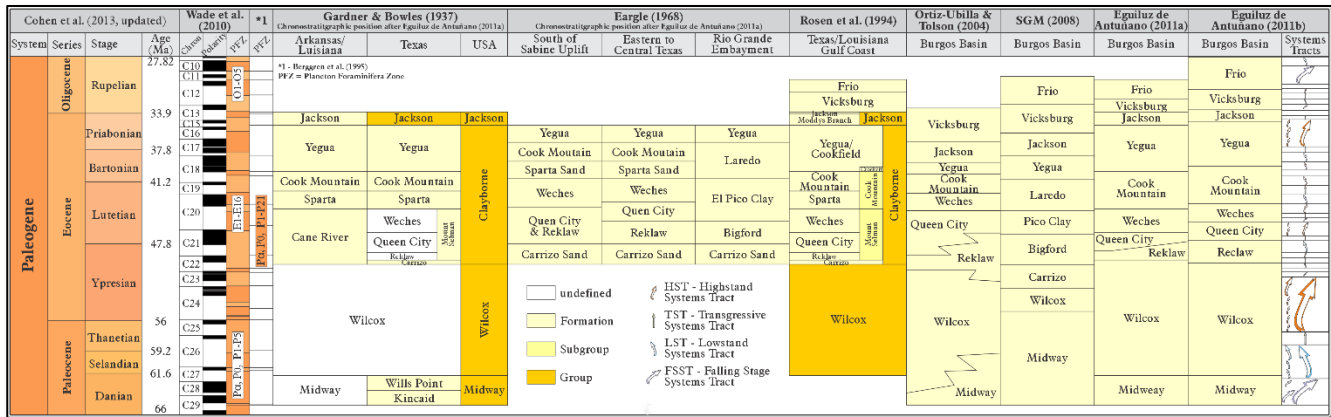 Cohen et al. (2013, updated)
Wade et al. (2010)
*1
Gardner & Bowles (1937)
Chronostratigraphic position after Eguiluz de Antuñano (2011a)
Eargle (1968)
Chronostratigraphic position after Eguiluz de Antuñano (2011a)
Rosen et al. (1994)
Ortiz-Ubilla & Tolson (2004)
SGM (2008)
Eguiluz de Antuñano (2011a)
Eguiluz de Antuñano (2011b)
System
Series
Stage
Age (Ma)
Chron
Polarity
PFZ
PFZ
Arkansas/ Luisiana
Texas
USA
South of Sabine Uplift
Eastern to Central Texas
Rio Grande Embayment
Texas/Louisiana Gulf Coast
Burgos Basin
Burgos Basin
Burgos Basin
Burgos Basin
Systems Tracts
Paleogene
Oligocene
Eocene
Paleocene
Rupelian
Priabonian
Bartonian
Lutetian
Ypresian
Thanetian
Selandian
Danian
27.82
33.9
37.8
41.2
47.8
56
59.2
61.6
66
C10
C11
C12
C13
C15
C16
C17
C18
C19
C20
C21
C22
C23
C24
C25
C26
C27
C28
C29
O1-O5
E1-E16
Pα, P0, P1-P5
Pα, P0, P1-P21
*1 - Berggren et al. (1995)
PFZ = Plancton Foraminifera Zone
Jackson
Yegua
Cook Mountain
Sparta
Cane River
Wilcox
Midway
Jackson
Yegua
Cook Mountain
Sparta
Weches
Queen City
Reklaw
Carrizo
Mount Selman
Wills Point
Kincaid
Jackson
Clayborne
Wilcox
Midway
Yegua
Cook Moutain
Sparta Sand
Weches
Quen City & Reklaw
Carrizo Sand
Yegua
Cook Moutain
Sparta Sand
Weches
Quen City
Reklaw
Carrizo Sand
Yegua
Laredo
El Pico Clay
Bigford
Carrizo Sand
undefined
Formation
Subgroup
Group
HST - Highstand Systems Tract
TST - Transgressive Systems Tract
LST - Lowstand Systems Tract
FSST - Falling Stage Systems Tract
Frio
Vicksburg
Jackson
Moddys Branch
Jackson
Yegua/ Cookfield
Cook Mountain
Sparta
Weches
Queen City
Reklaw
Carrizo
Cook Mountain
Mount Selman
Clayborne
Wilcox
Vicksburg
Jackson
Yegua
Cook Mountain
Weches
Queen City
Reklaw
Wilcox
Midway
Frio
Vicksburg
Jackson
Yegua
Laredo
Pico Clay
Bigford
Carrizo
Wilcox
Midway
Frio
Vicksburg
Jackson
Yegua
Cook Mountain
Weches
Queen City
Reklaw
Wilcox
Midweay
Frio
Vicksburg
Jackson
Yegua
Cook Mountain
Weches
Queen City
Reclaw
Wilcox
Midway